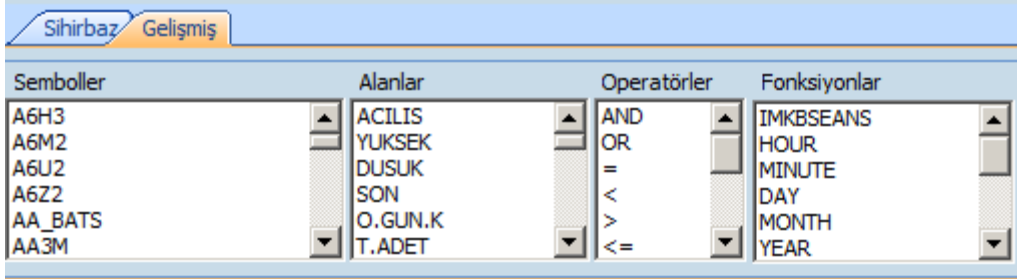 Sihirbaz Gelişmiş
Semboller Alanlar Operatörler Fonksiyonlar
A6H3 ACILIS AND IMKBSEANS
A6M2 YUKSEK OR HOUR
A6U2 DUSUK = MINUTE
A6Z2 SON < DAY
AA_BATS O.GUN.K > MONTH
AA3M T.ADET <= YEAR